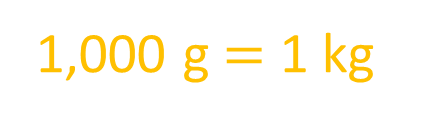 1,000 g = 1 kg